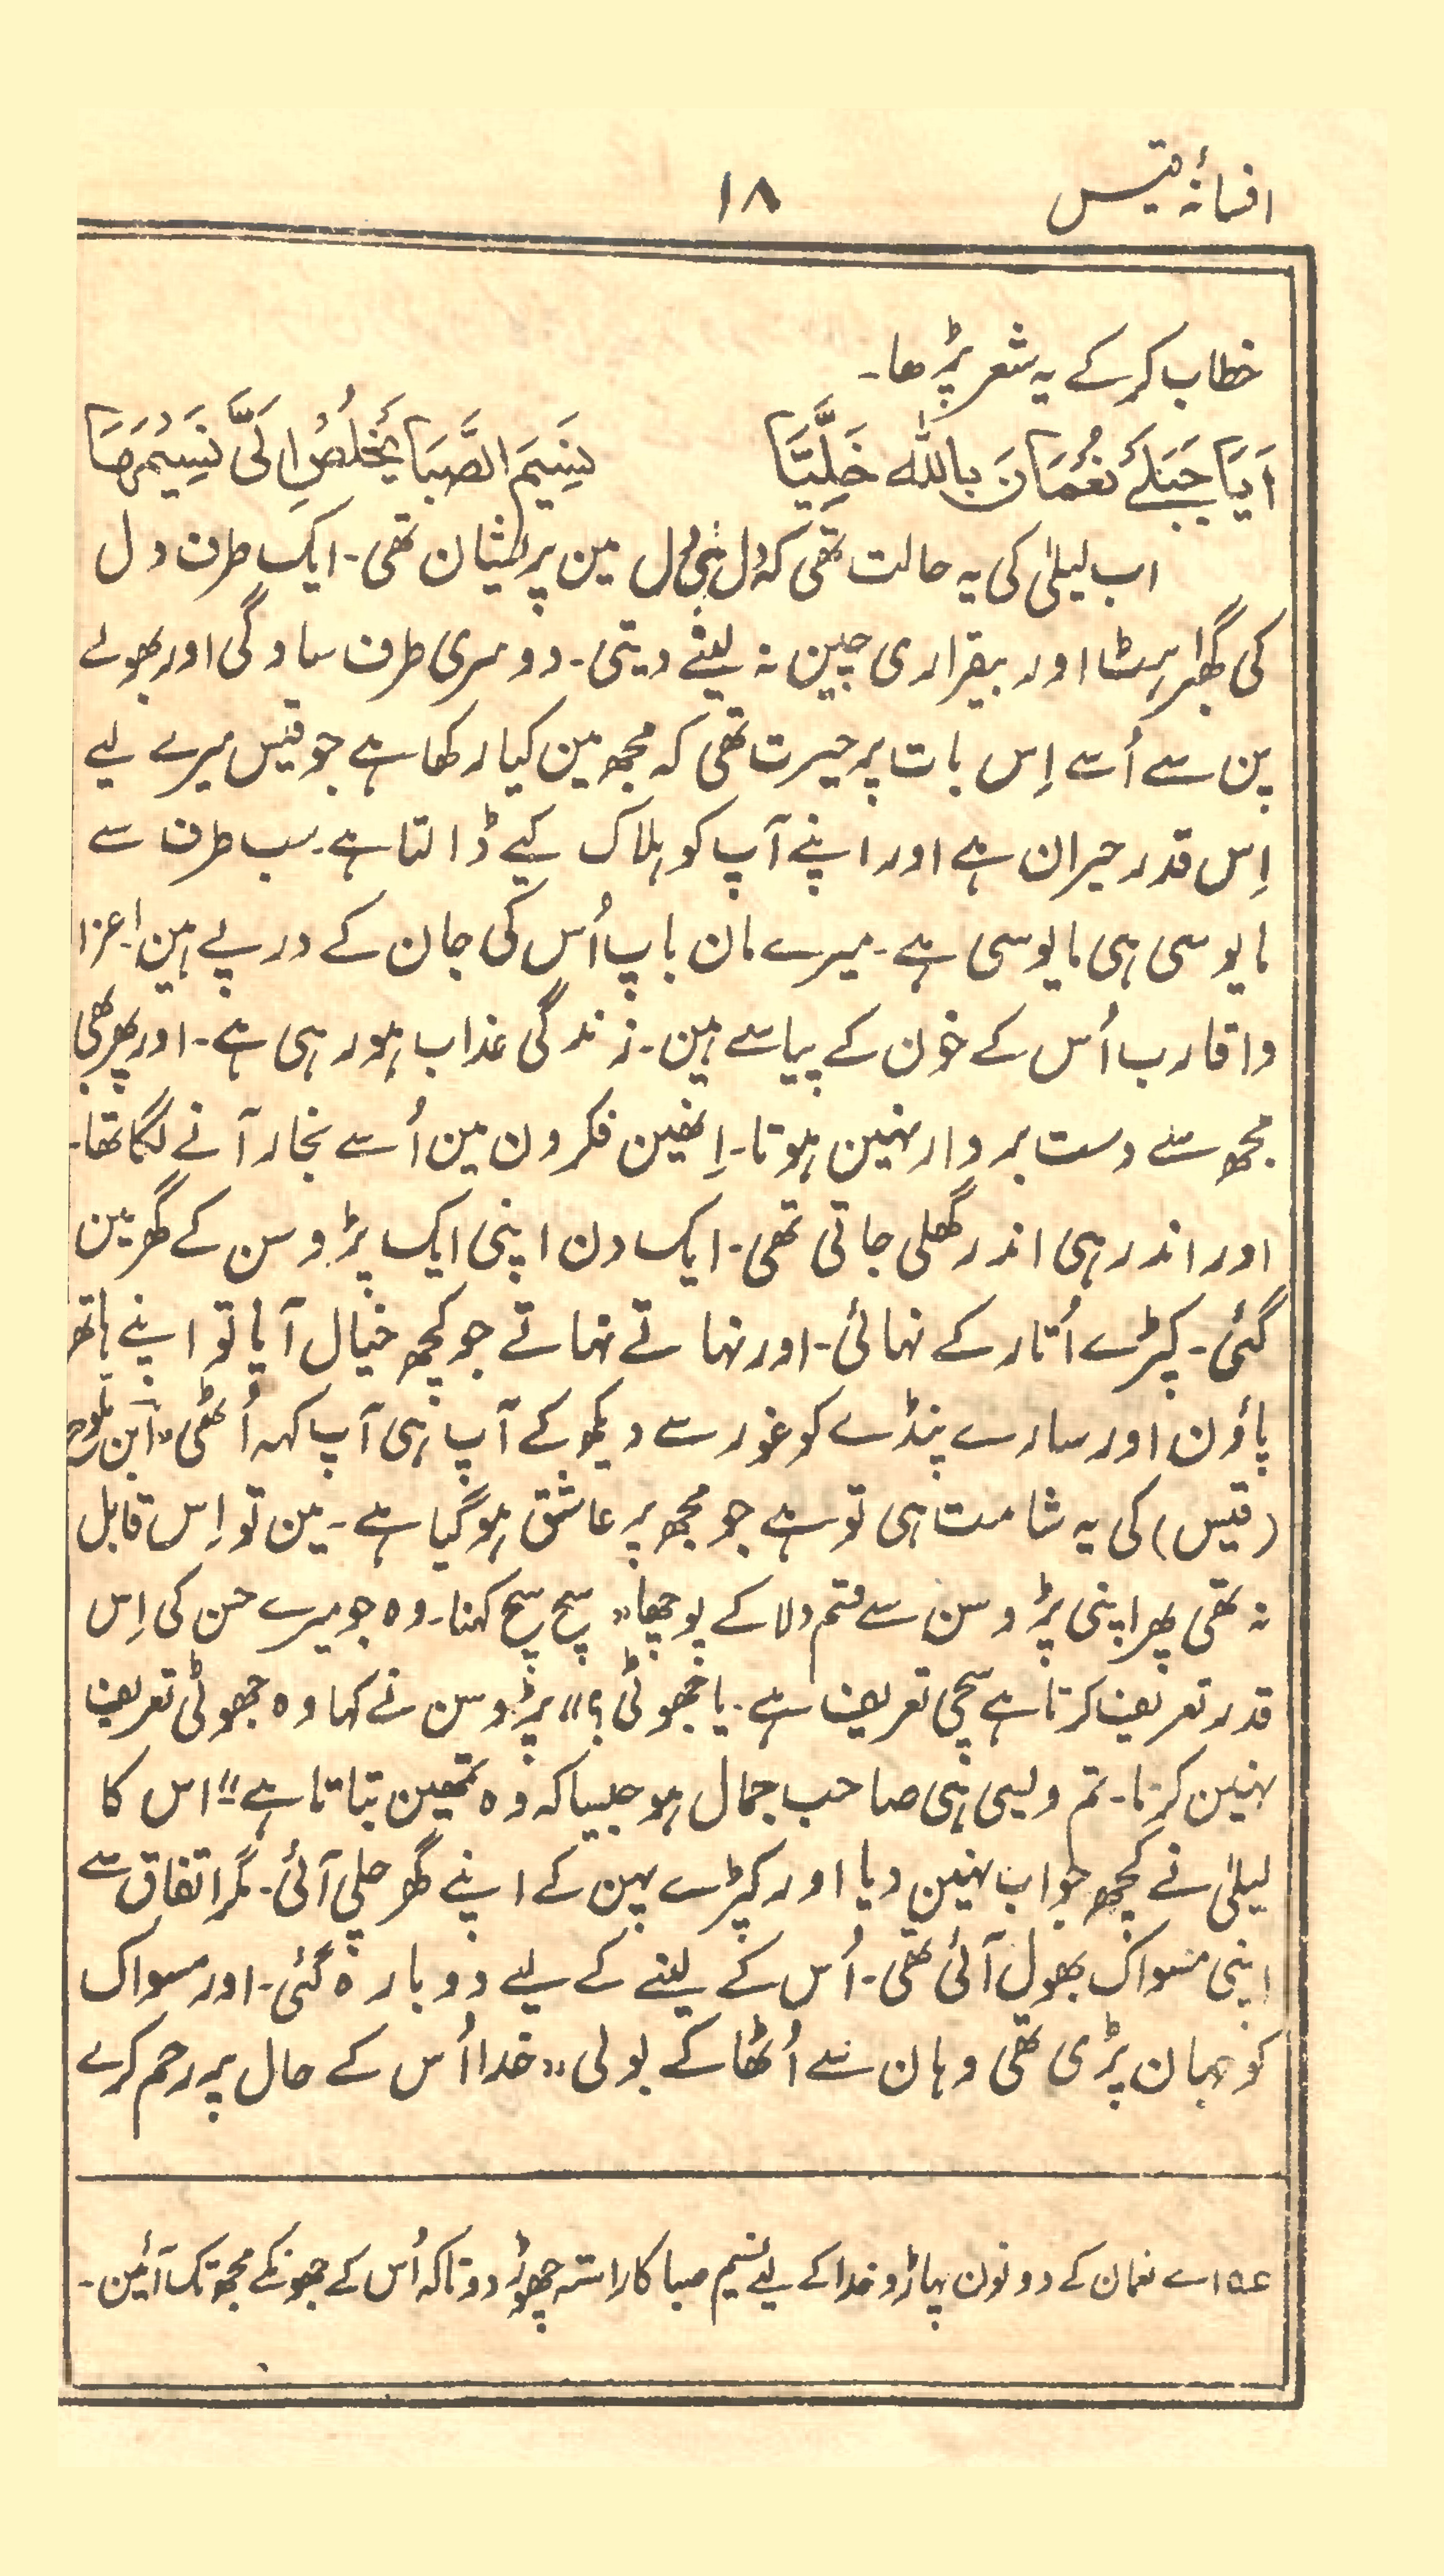 افسانۂ قیس
۱۸
خطاب کر کے یہ شعر پڑھا۔
اَیَا جَبَلَے نُعْمَانَ بِاللّٰہِ خَلِّیَا نَسِیْمَ الصَّبَا یَخْلُصُ اِلَیَّ نَسِیْمُهَا
اب لیلیٰ کی یہ حالت تھی کہ دل ہی دل مین پریشان تھی۔ ایک طرف دل
کی گھبراہٹ اور بیقراری چین نہ لینے دیتی۔ دوسری طرف سادگی اور بھولے
پن سے اُسے اِس بات پر حیرت تھی کہ مجھ مین کیا رکھا ہے جو قیس میرے لیے
اِس قدر حیران ہے اور اپنے آپ کو ہلاک کیے ڈالتا ہے۔ سب طرف سے
مایوسی ہی مایوسی ہے۔ میرے مان باپ اُس کی جان کے درپے ہین۔ اعزا
واقارب اُس کے خون کے پیاسے ہین۔ زندگی عذاب ہو رہی ہے۔ اور پھر بھی
مجھ سے دست بردار نہین ہوتا۔ اِنھین فکرون مین اُسے بخار آنے لگا تھا۔
اور اندر ہی اندر گھلی جاتی تھی۔ ایک دن اپنی ایک پڑوسن کے گھر مین
گئی۔ کپڑے اُتار کے نہائی۔ اور نہاتے نہاتے جو کچھ خیال آیا تو اپنے ہاتھ
پاؤن اور سارے پنڈے کو غور سے دیکھ کے آپ ہی آپ کہہ اُٹھی "ابن ملوح
(قیس) کی یہ شامت ہی تو ہے جو مجھ پر عاشق ہو گیا ہے۔ مین تو اِس قابل
نہ تھی پھر اپنی پڑوسن سے قسم دلا کے پوچھا "سچ سچ کہنا۔ وہ جو میرے حسن کی اِس
قدر تعریف کرتا ہے سچی تعریف ہے۔ یا جھوٹی؟" پڑوسن نے کہا وہ جھوٹی تعریف
نہین کرتا۔ تم ویسی ہی صاحب جمال ہو جیسا کہ وہ تمھین بتاتا ہے" اس کا
لیلیٰ نے کچھ جواب نہین دیا اور کپڑے پہن کے اپنے گھر چلی آئی۔ مگر اتفاق سے
اپنی مسواک بھول آئی تھی۔ اُس کے لینے کے لیے دوبارہ گئی۔ اور مسواک
کو جہان پڑی تھی وہان سے اُٹھا کے بولی "خدا اُس کے حال پر رحم کرے
اے نعمان کے دونون پہاڑو خدا کے لیے نسیم صبا کا راستہ چھوڑ دو تاکہ اُس کے جھونکے مجھ تک آئین۔